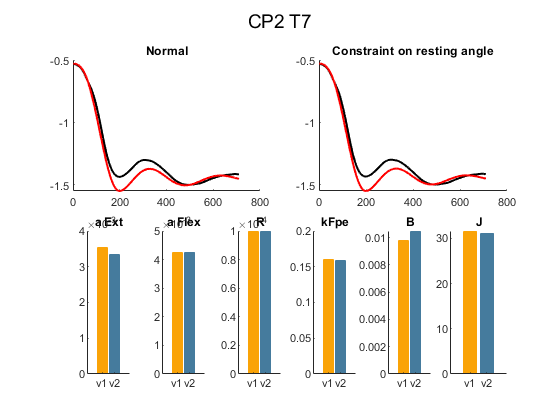 CP2 T7
Normal
Constraint on resting angle
-0.5
-1
-1.5
0 200 400 600 800
-0.5
-1
-1.5
0 200 400 600 800
a Ext
4
3
2
1
0
v1 v2
a Flex
5
4
3
2
1
0
v1 v2
R
1
0.8
0.6
0.4
0.2
0
v1 v2
kFpe
0.2
0.15
0.1
0.05
0
v1 v2
B
0.01
0.008
0.006
0.004
0.002
0
v1 v2
J
30
20
10
0
v1 v2